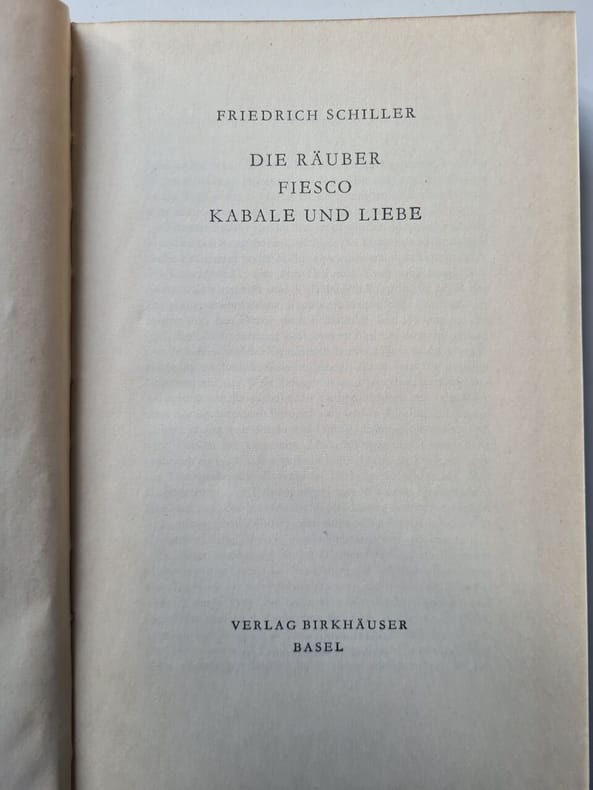 FRIEDRICH SCHILLER
DIE RÄUBER
FIESCO
KABALE UND LIEBE
VERLAG BIRKHÄUSER
BASEL